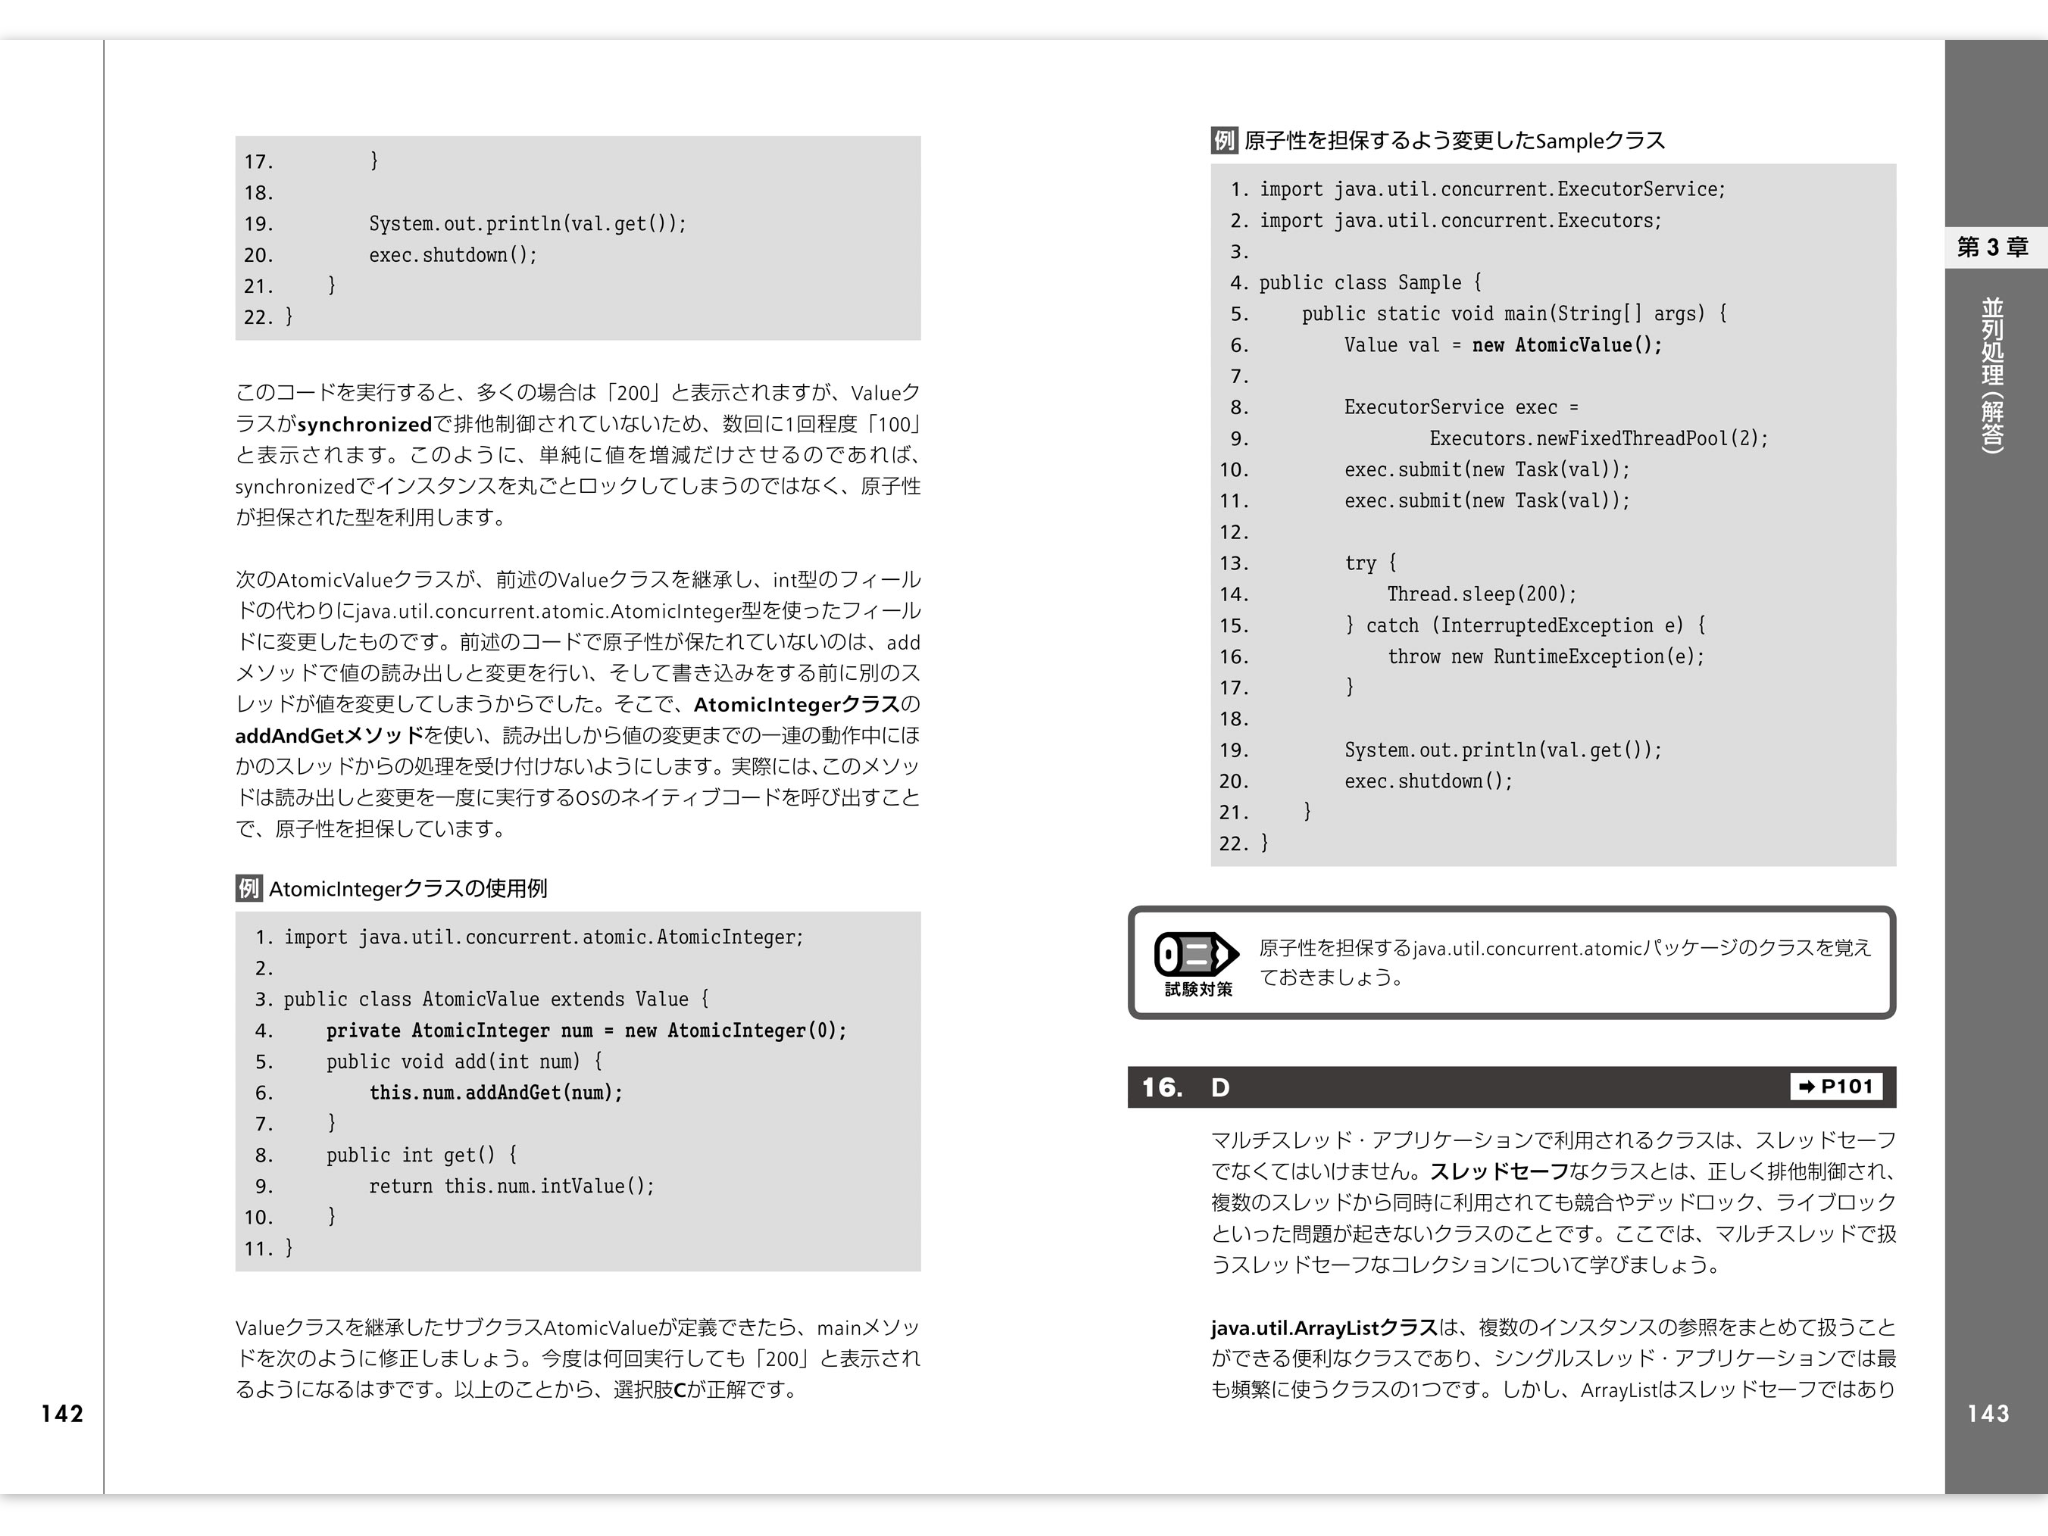 17.         }
18.
19.         System.out.println(val.get());
20.         exec.shutdown();
21.     }
22. }
このコードを実行すると、多くの場合は「200」と表示されますが、Valueク
ラスがsynchronizedで排他制御されていないため、数回に1回程度「100」
と表示されます。このように、単純に値を増減だけさせるのであれば、
synchronizedでインスタンスを丸ごとロックしてしまうのではなく、原子性
が担保された型を利用します。
次のAtomicValueクラスが、前述のValueクラスを継承し、int型のフィール
ドの代わりにjava.util.concurrent.atomic.AtomicInteger型を使ったフィール
ドに変更したものです。前述のコードで原子性が保たれていないのは、add
メソッドで値の読み出しと変更を行い、そして書き込みをする前に別のス
レッドが値を変更してしまうからでした。そこで、AtomicIntegerクラスの
addAndGetメソッドを使い、読み出しから値の変更までの一連の動作中にほ
かのスレッドからの処理を受け付けないようにします。実際には、このメソッ
ドは読み出しと変更を一度に実行するOSのネイティブコードを呼び出すこと
で、原子性を担保しています。
例 AtomicIntegerクラスの使用例
1. import java.util.concurrent.atomic.AtomicInteger;
2.
3. public class AtomicValue extends Value {
4.     private AtomicInteger num = new AtomicInteger(0);
5.     public void add(int num) {
6.         this.num.addAndGet(num);
7.     }
8.     public int get() {
9.         return this.num.intValue();
10.     }
11. }
Valueクラスを継承したサブクラスAtomicValueが定義できたら、mainメソッ
ドを次のように修正しましょう。今度は何回実行しても「200」と表示され
るようになるはずです。以上のことから、選択肢Cが正解です。
142
例 原子性を担保するよう変更したSampleクラス
1. import java.util.concurrent.ExecutorService;
2. import java.util.concurrent.Executors;
3.
4. public class Sample {
5.     public static void main(String[] args) {
6.         Value val = new AtomicValue();
7.
8.         ExecutorService exec =
9.                 Executors.newFixedThreadPool(2);
10.         exec.submit(new Task(val));
11.         exec.submit(new Task(val));
12.
13.         try {
14.             Thread.sleep(200);
15.         } catch (InterruptedException e) {
16.             throw new RuntimeException(e);
17.         }
18.
19.         System.out.println(val.get());
20.         exec.shutdown();
21.     }
22. }
試験対策
原子性を担保するjava.util.concurrent.atomicパッケージのクラスを覚え
ておきましょう。
16. D ➡ P101
マルチスレッド・アプリケーションで利用されるクラスは、スレッドセーフ
でなくてはいけません。スレッドセーフなクラスとは、正しく排他制御され、
複数のスレッドから同時に利用されても競合やデッドロック、ライブロック
といった問題が起きないクラスのことです。ここでは、マルチスレッドで扱
うスレッドセーフなコレクションについて学びましょう。
java.util.ArrayListクラスは、複数のインスタンスの参照をまとめて扱うこと
ができる便利なクラスであり、シングルスレッド・アプリケーションでは最
も頻繁に使うクラスの1つです。しかし、ArrayListはスレッドセーフではあり
第3章
並列処理（解答）
143